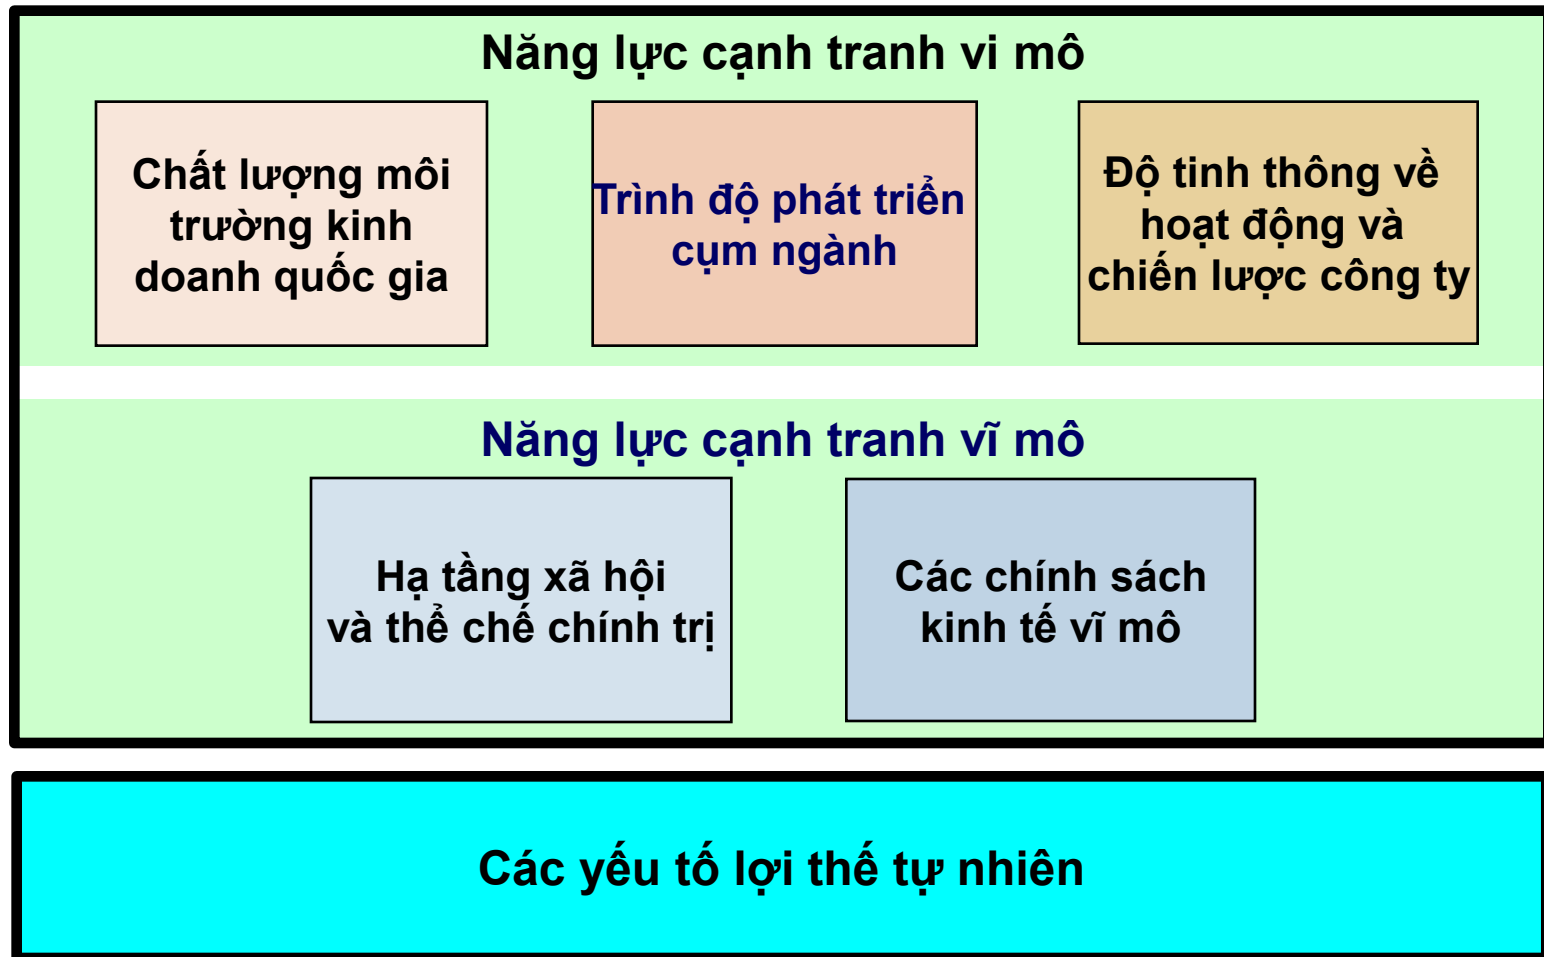 Năng lực cạnh tranh vi mô
Chất lượng môi
trường kinh
doanh quốc gia
Trình độ phát triển
cụm ngành
Độ tinh thông về
hoạt động và
chiến lược công ty
Năng lực cạnh tranh vĩ mô
Hạ tầng xã hội
và thể chế chính trị
Các chính sách
kinh tế vĩ mô
Các yếu tố lợi thế tự nhiên